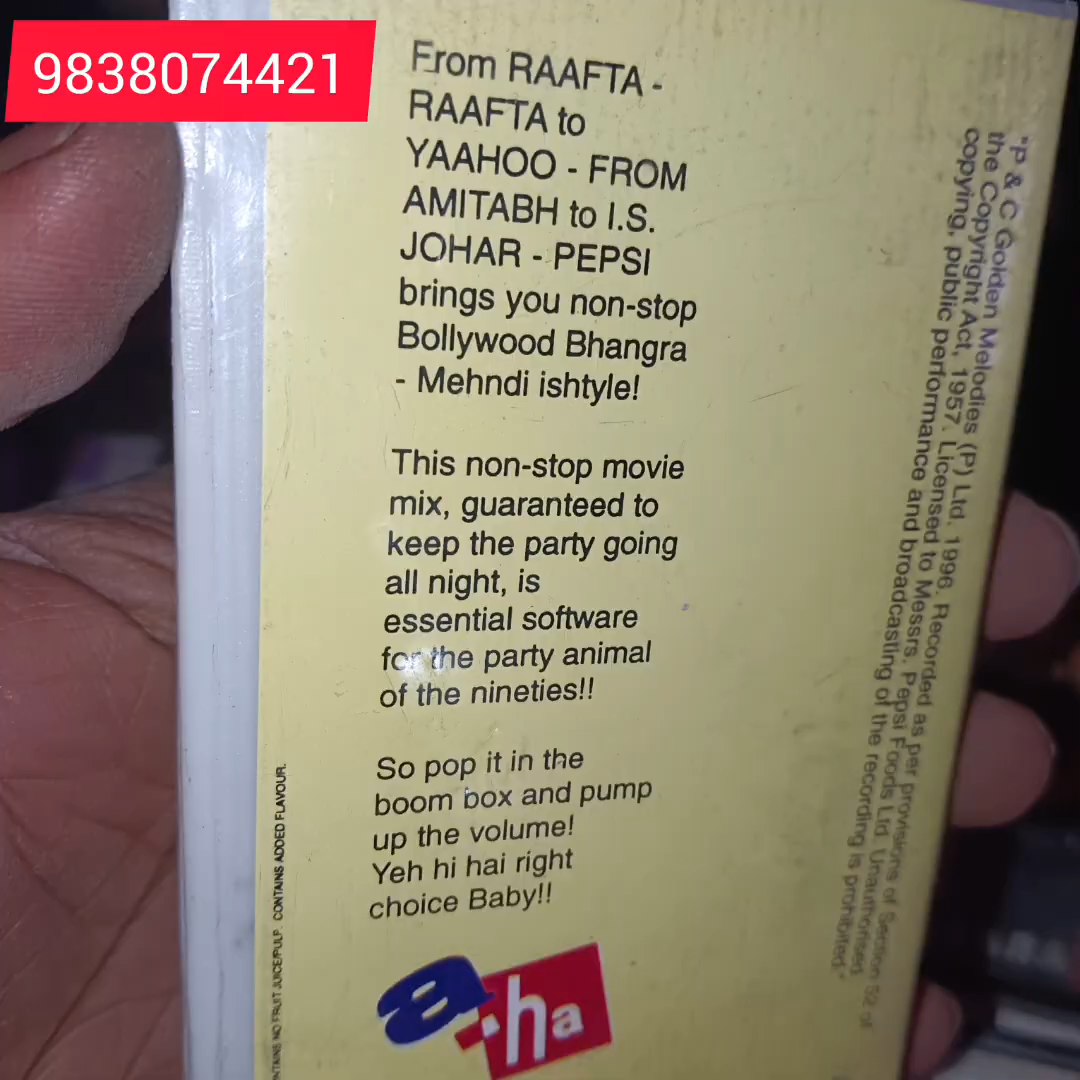 9838074421
From RAAFTA -
RAAFTA to
YAAHOO - FROM
AMITABH to I.S.
JOHAR - PEPSI
brings you non-stop
Bollywood Bhangra
- Mehndi ishtyle!
This non-stop movie
mix, guaranteed to
keep the party going
all night, is
essential software
for the party animal
of the nineties!!
So pop it in the
boom box and pump
up the volume!
Yeh hi hai right
choice Baby!!
a-ha
NTAINS NO FRUIT JUICE/PULP. CONTAINS ADDED FLAVOUR.
"P & C Golden Melodies (P) Ltd. 1996. Recorded as per provisions of Section 52 of
the Copyright Act, 1957. Licensed to Messrs. Pepsi Foods Ltd. Unauthorised
copying, public performance and broadcasting of the recording is prohibited."